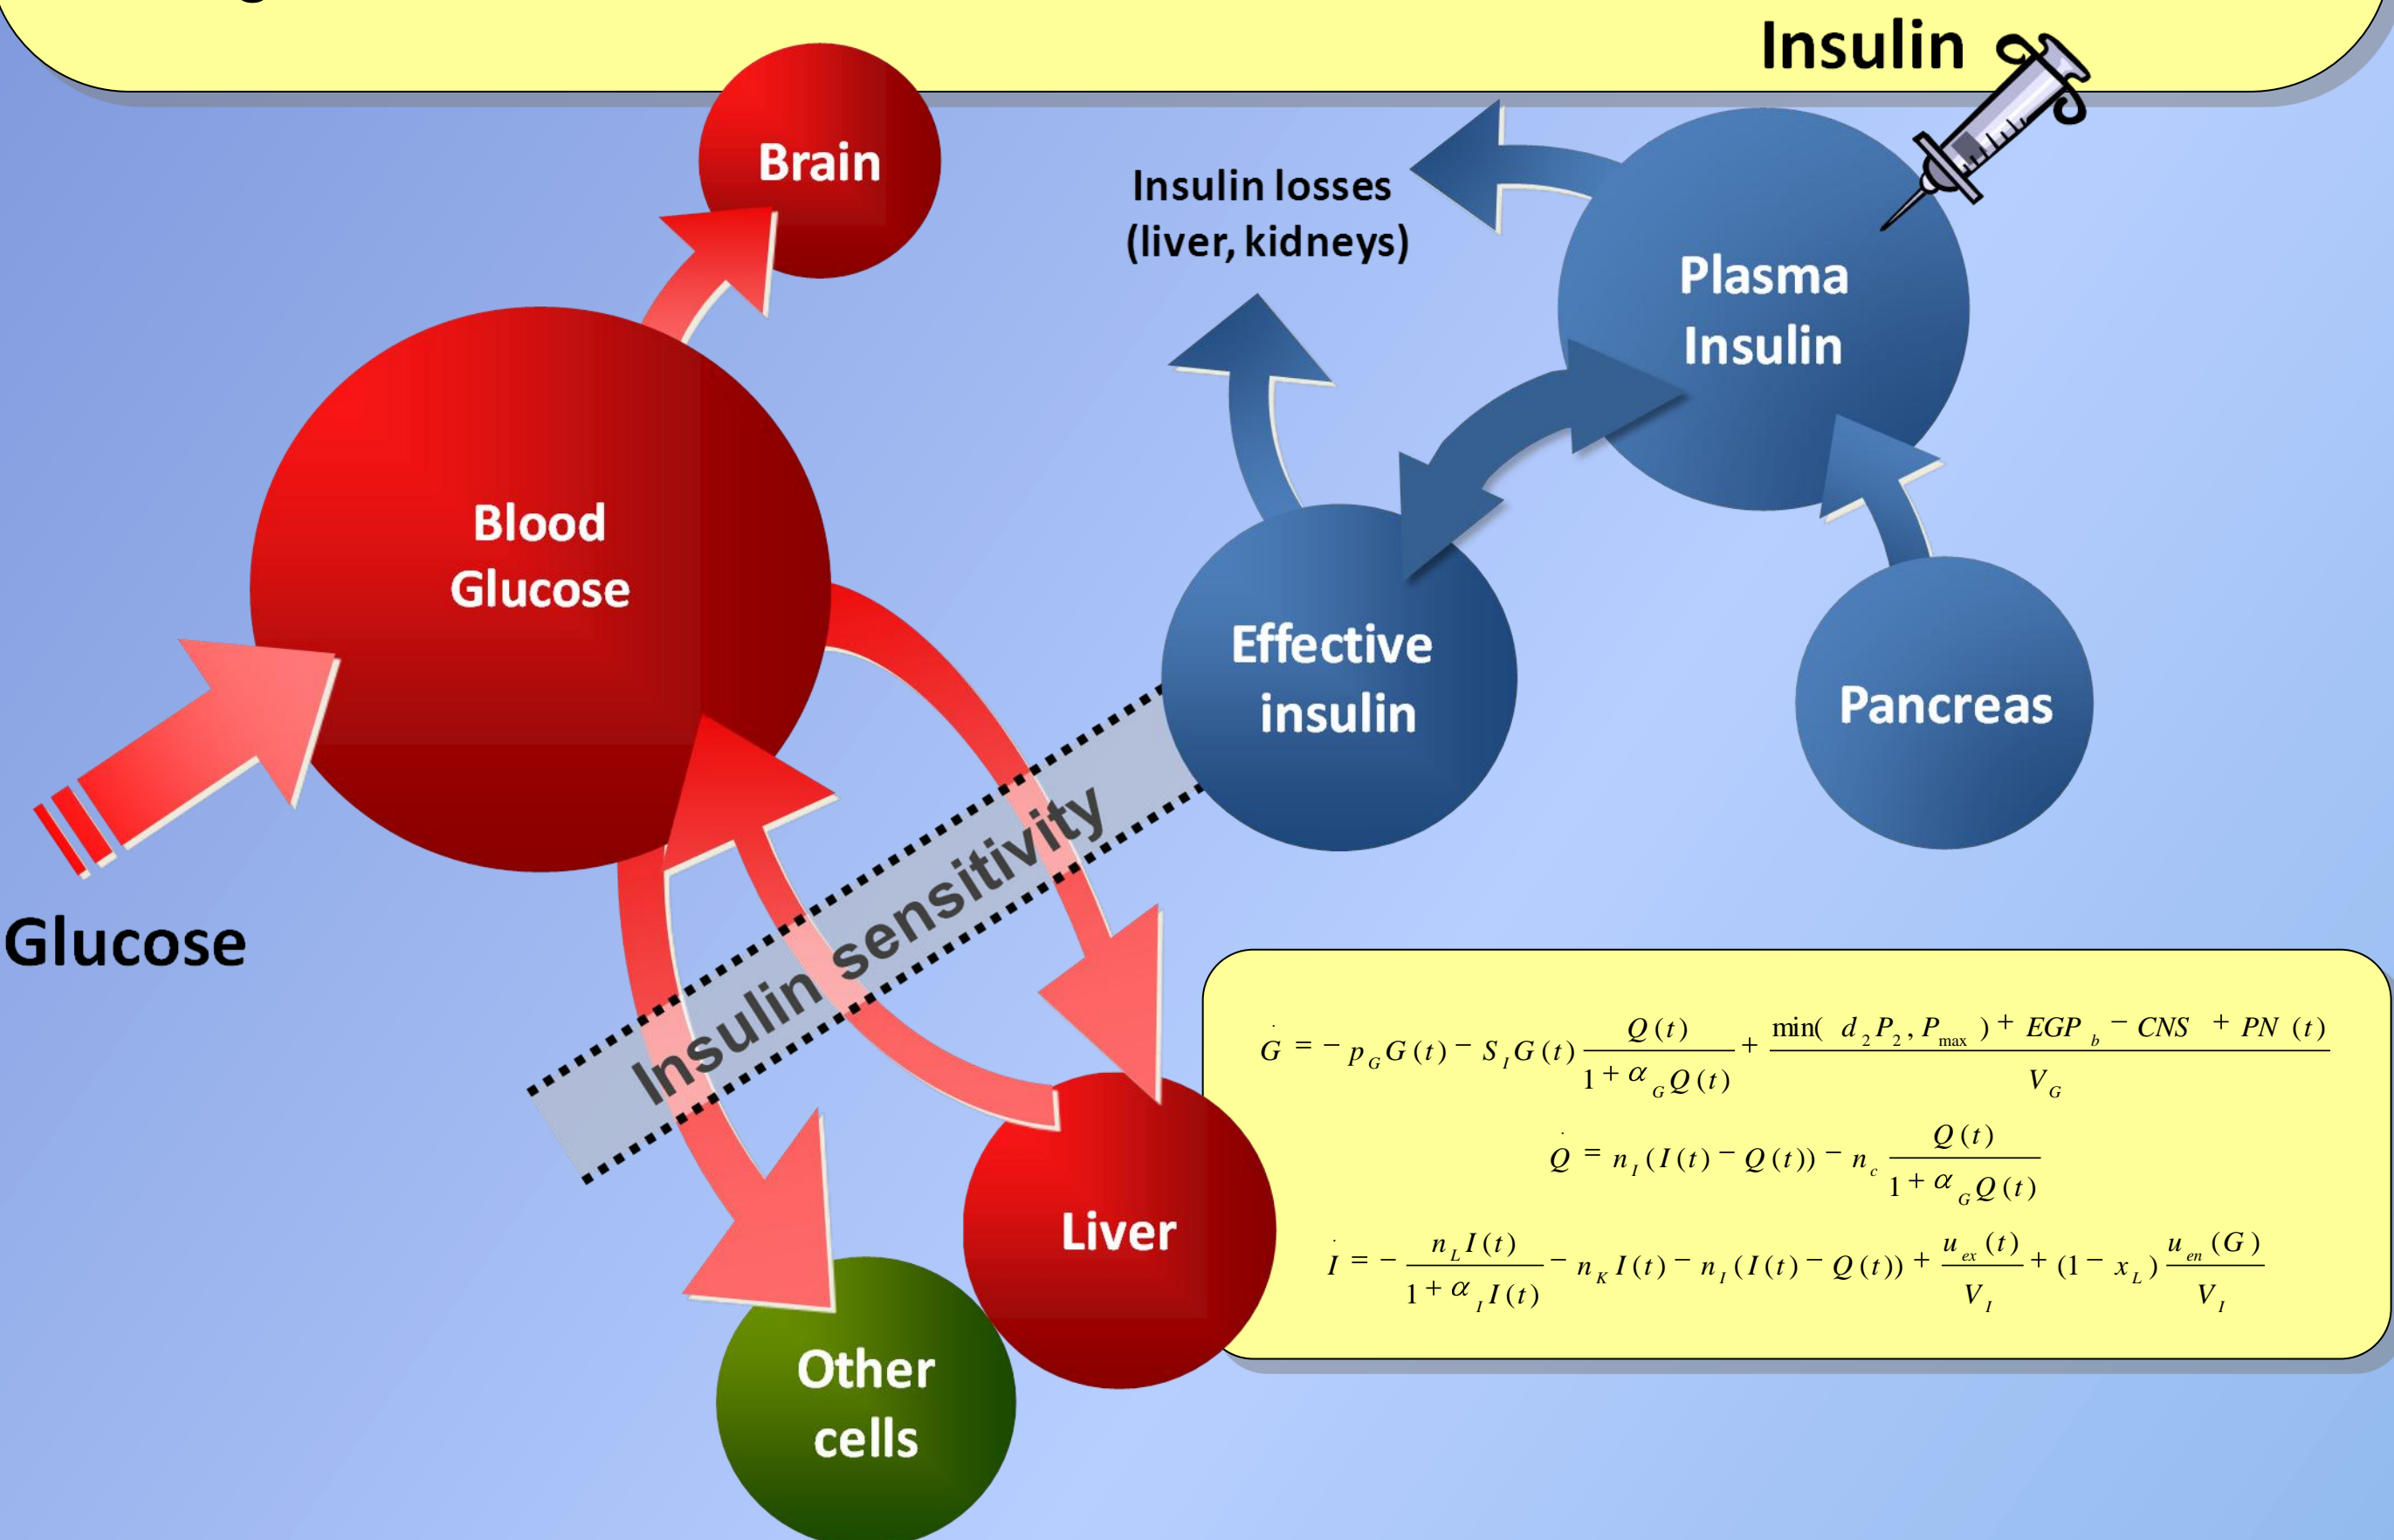 Insulin
Brain
Insulin losses
(liver, kidneys)
Plasma
Insulin
Blood
Glucose
Effective
insulin
Pancreas
Insulin sensitivity
Glucose
Ġ = − p_G G(t) − S_I G(t) Q(t) / (1 + α_G Q(t)) + (min( d_2 P_2, P_max ) + EGP_b − CNS + PN (t)) / V_G
Q̇ = n_I (I(t) − Q(t)) − n_c Q(t) / (1 + α_G Q(t))
İ = − n_L I(t) / (1 + α_I I(t)) − n_K I(t) − n_I (I(t) − Q(t)) + u_ex (t) / V_I + (1 − x_L) u_en (G) / V_I
Liver
Other
cells